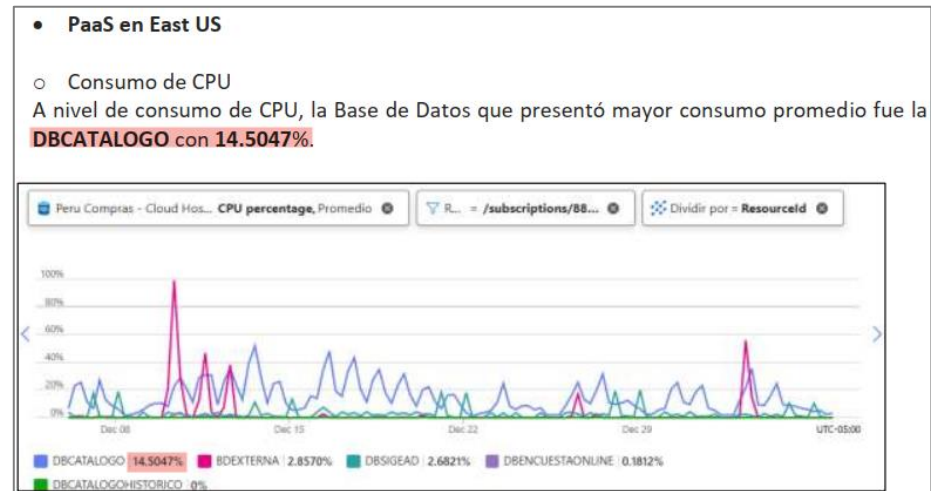 • PaaS en East US
○ Consumo de CPU
A nivel de consumo de CPU, la Base de Datos que presentó mayor consumo promedio fue la
DBCATALOGO con 14.5047%.
Peru Compras - Cloud Hos... CPU percentage, Promedio R... = /subscriptions/88... Dividir por = ResourceId
100%
80%
60%
40%
20%
0%
Dec 08 Dec 15 Dec 22 Dec 29 UTC-05:00
DBCATALOGO 14.5047% BDEXTERNA 2.8570% DBSIGEAD 2.6821% DBENCUESTAONLINE 0.1812%
DBCATALOGOHISTORICO 0%